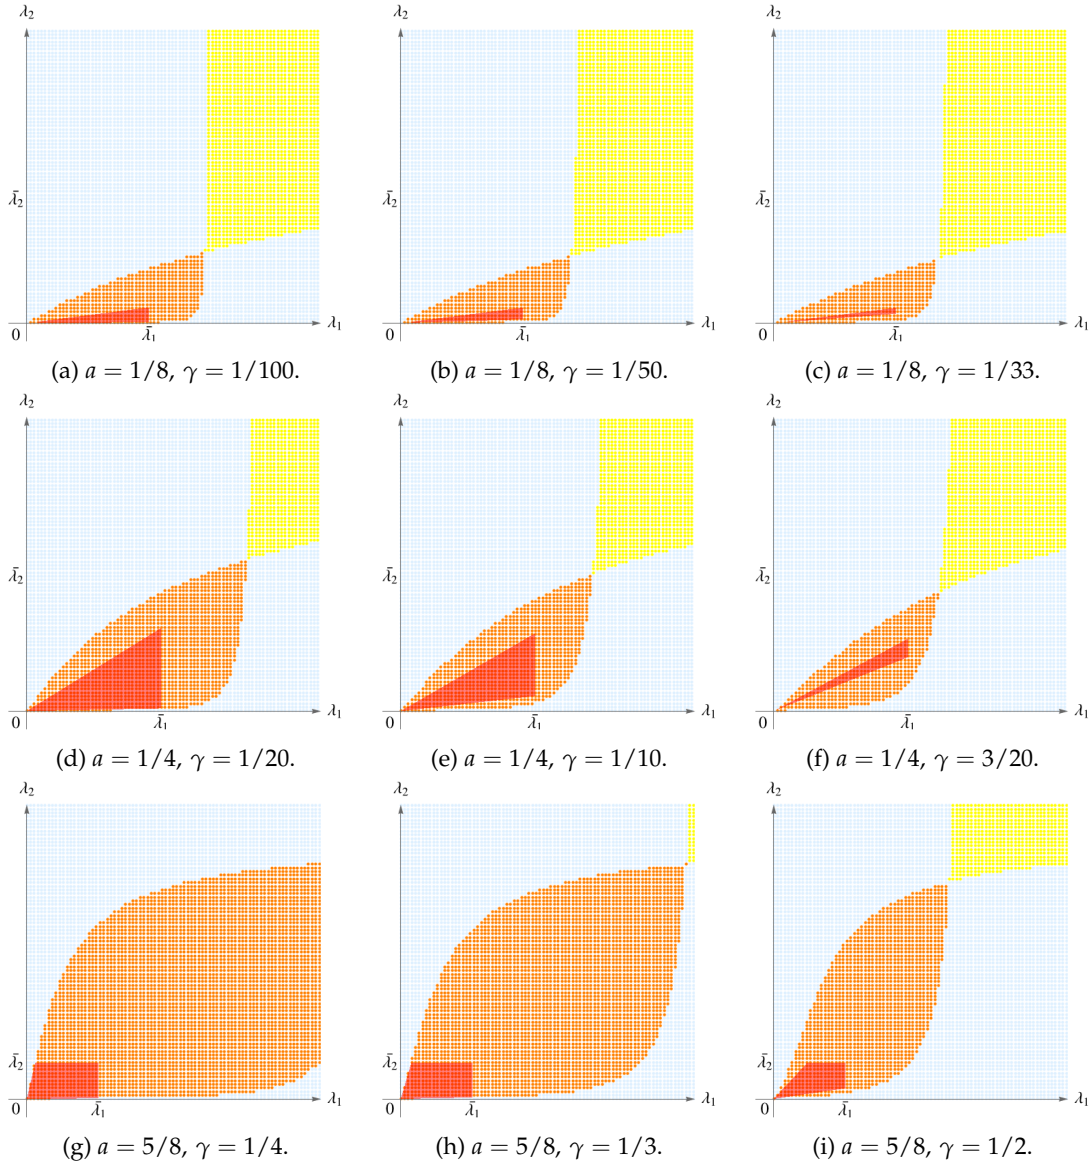 λ₂ λ₂ λ₂
λ̄₂ λ̄₂ λ̄₂
0 λ̄₁ λ₁ 0 λ̄₁ λ₁ 0 λ̄₁ λ₁
(a) a = 1/8, γ = 1/100. (b) a = 1/8, γ = 1/50. (c) a = 1/8, γ = 1/33.
λ₂ λ₂ λ₂
λ̄₂ λ̄₂ λ̄₂
0 λ̄₁ λ₁ 0 λ̄₁ λ₁ 0 λ̄₁ λ₁
(d) a = 1/4, γ = 1/20. (e) a = 1/4, γ = 1/10. (f) a = 1/4, γ = 3/20.
λ₂ λ₂ λ₂
λ̄₂ λ̄₂ λ̄₂
0 λ̄₁ λ₁ 0 λ̄₁ λ₁ 0 λ̄₁ λ₁
(g) a = 5/8, γ = 1/4. (h) a = 5/8, γ = 1/3. (i) a = 5/8, γ = 1/2.